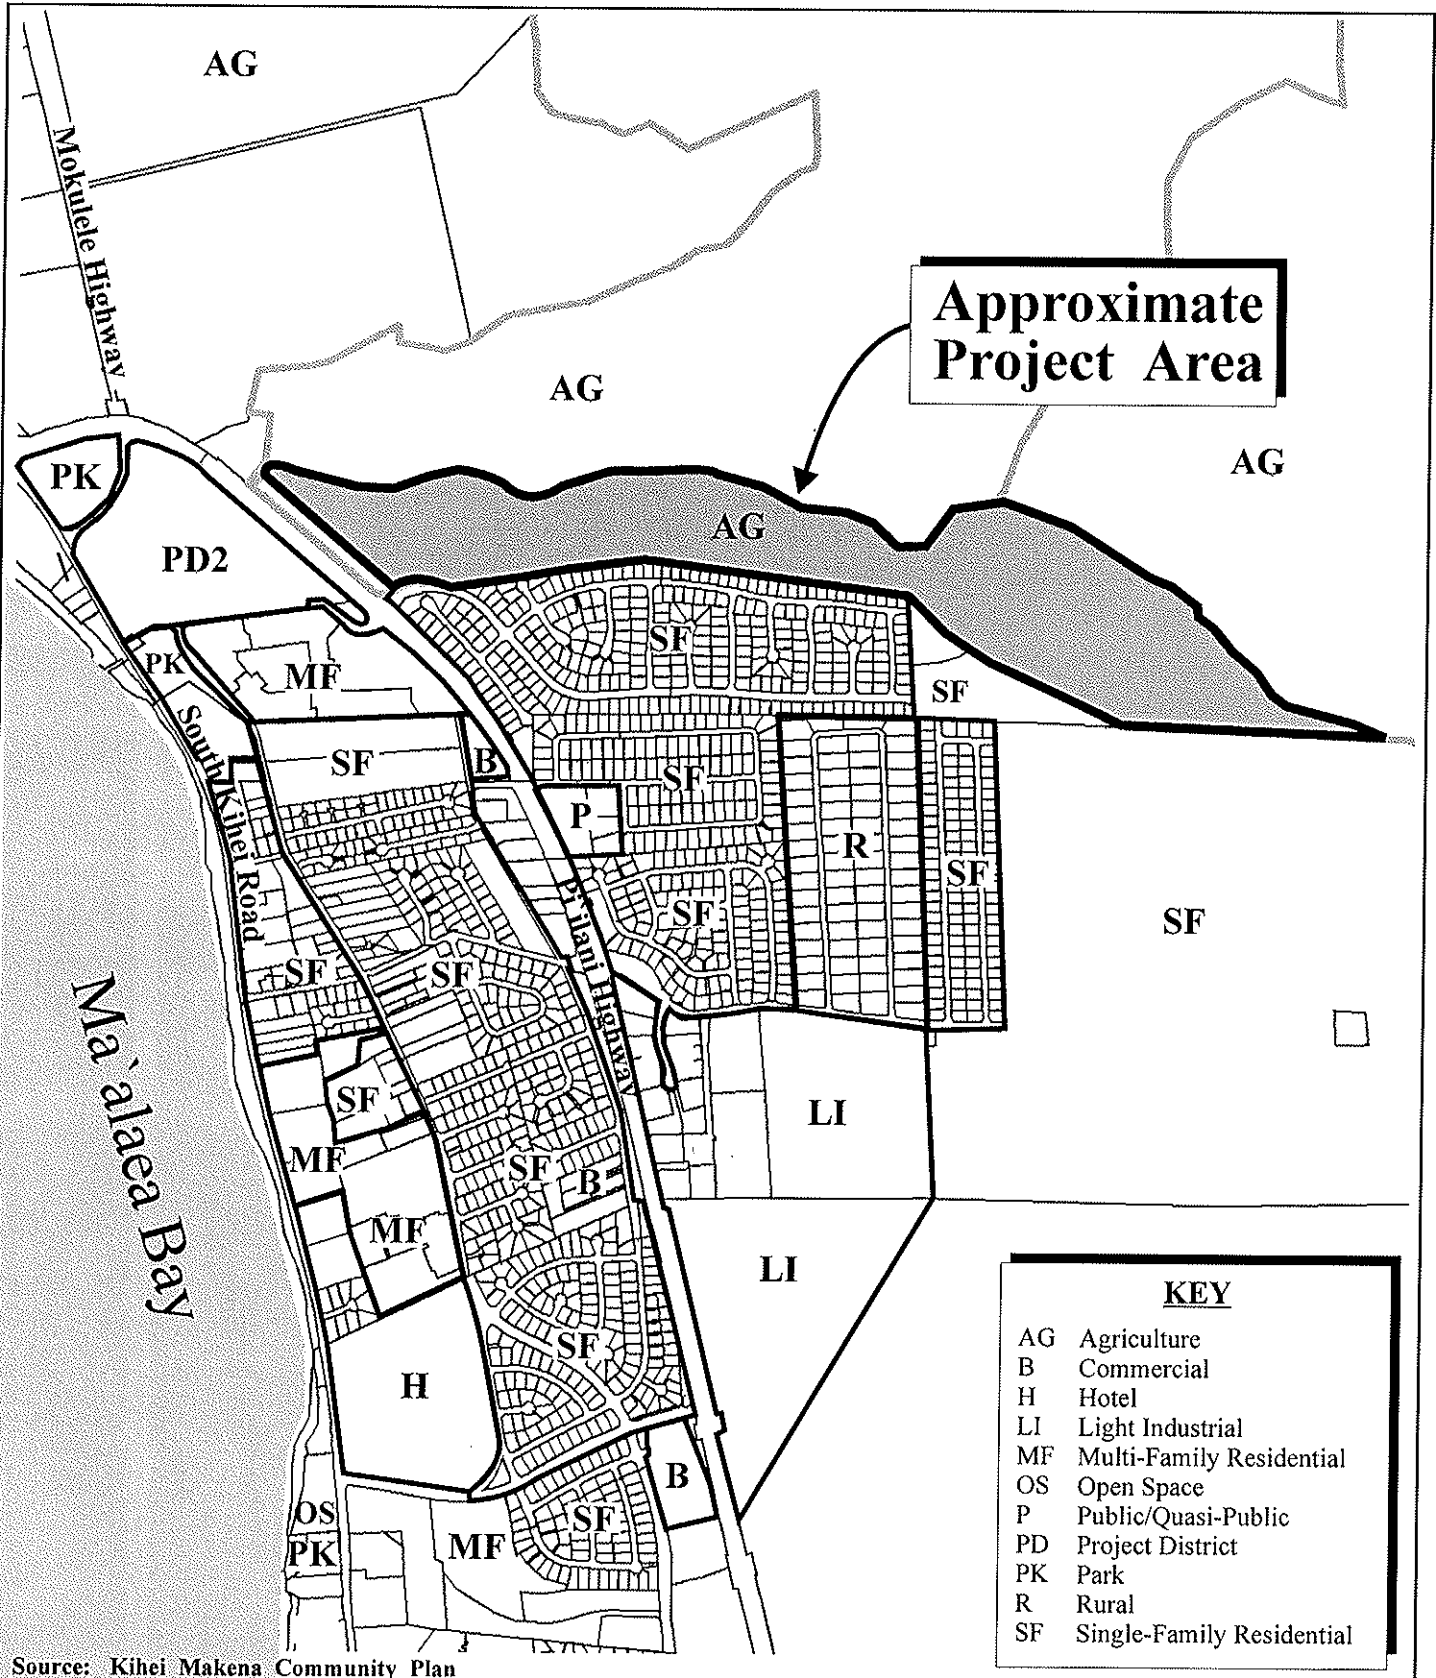 AG
Mokulele Highway
Approximate
Project Area
AG
AG
PK
AG
PD2
SF
PK
MF
SF
South Kihei Road
SF
B
SF
P
R
SF
SF
SF
Pi`ilani Highway
SF
SF
Ma`alaea Bay
SF
LI
MF
SF
B
MF
LI
SF
H
B
OS
SF
PK
MF
KEY
AG Agriculture
B Commercial
H Hotel
LI Light Industrial
MF Multi-Family Residential
OS Open Space
P Public/Quasi-Public
PD Project District
PK Park
R Rural
SF Single-Family Residential
Source: Kihei Makena Community Plan